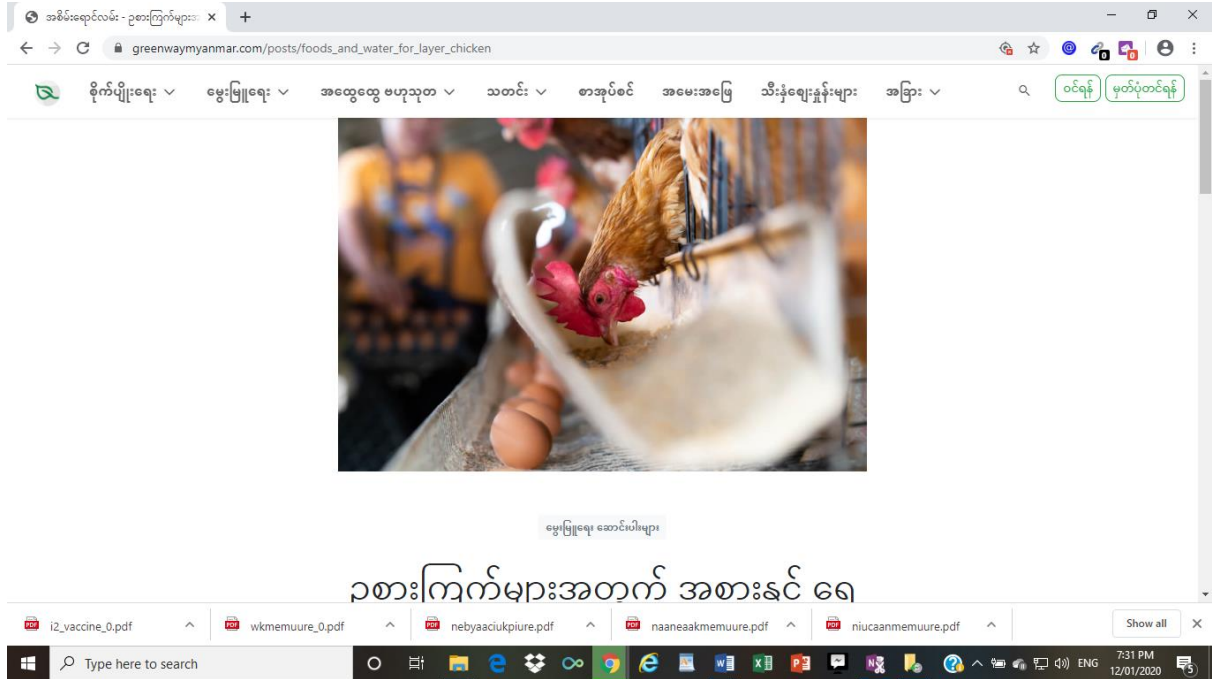 အစိမ်းရောင်လမ်း - ဥစားကြက်များအ
greenwaymyanmar.com/posts/foods_and_water_for_layer_chicken
စိုက်ပျိုးရေး မွေးမြူရေး အထွေထွေ ဗဟုသုတ သတင်း စာအုပ်စင် အမေးအဖြေ သီးနှံဈေးနှုန်းများ အခြား ဝင်ရန် မှတ်ပုံတင်ရန်
မွေးမြူရေး ဆောင်းပါးများ
ဥစားကြက်များအတွက် အစာနှင့် ရေ
i2_vaccine_0.pdf wkmemuure_0.pdf nebyaaciukpiure.pdf naaneaakmemuure.pdf niucaanmemuure.pdf Show all
Type here to search ENG 7:31 PM
12/01/2020